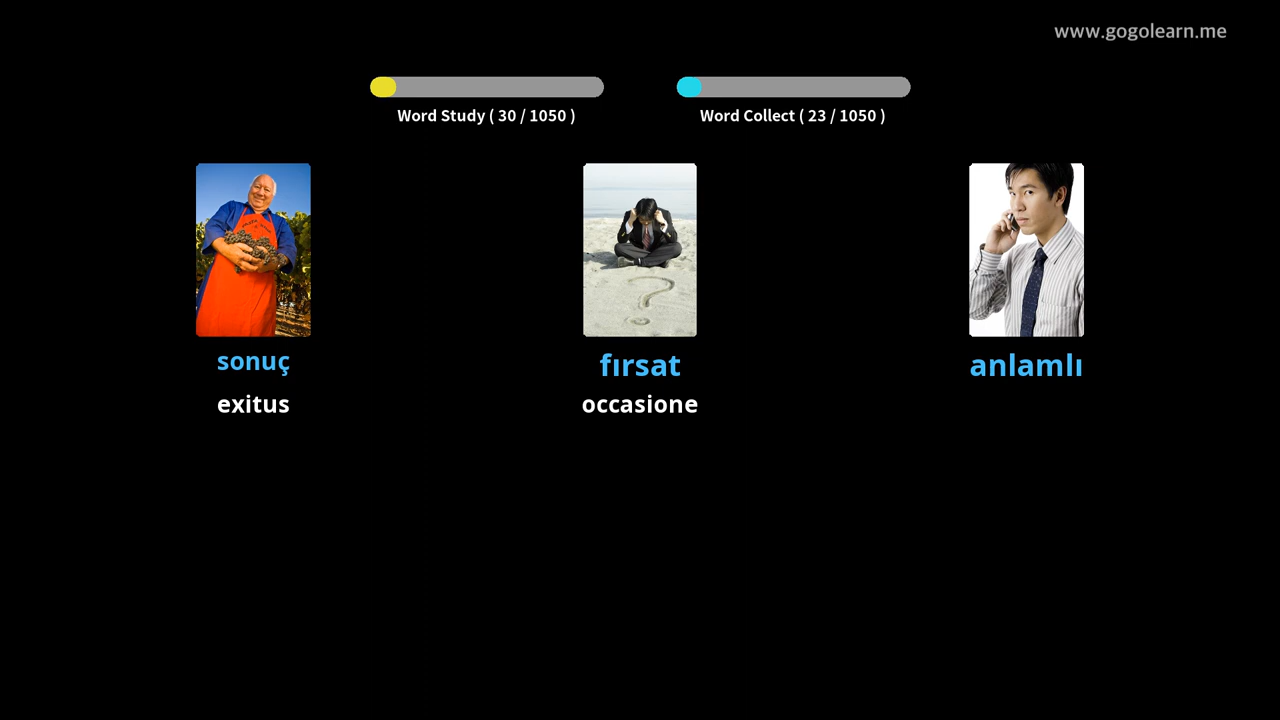 www.gogolearn.me
Word Study ( 30 / 1050 )
Word Collect ( 23 / 1050 )
sonuç
exitus
fırsat
occasione
anlamlı